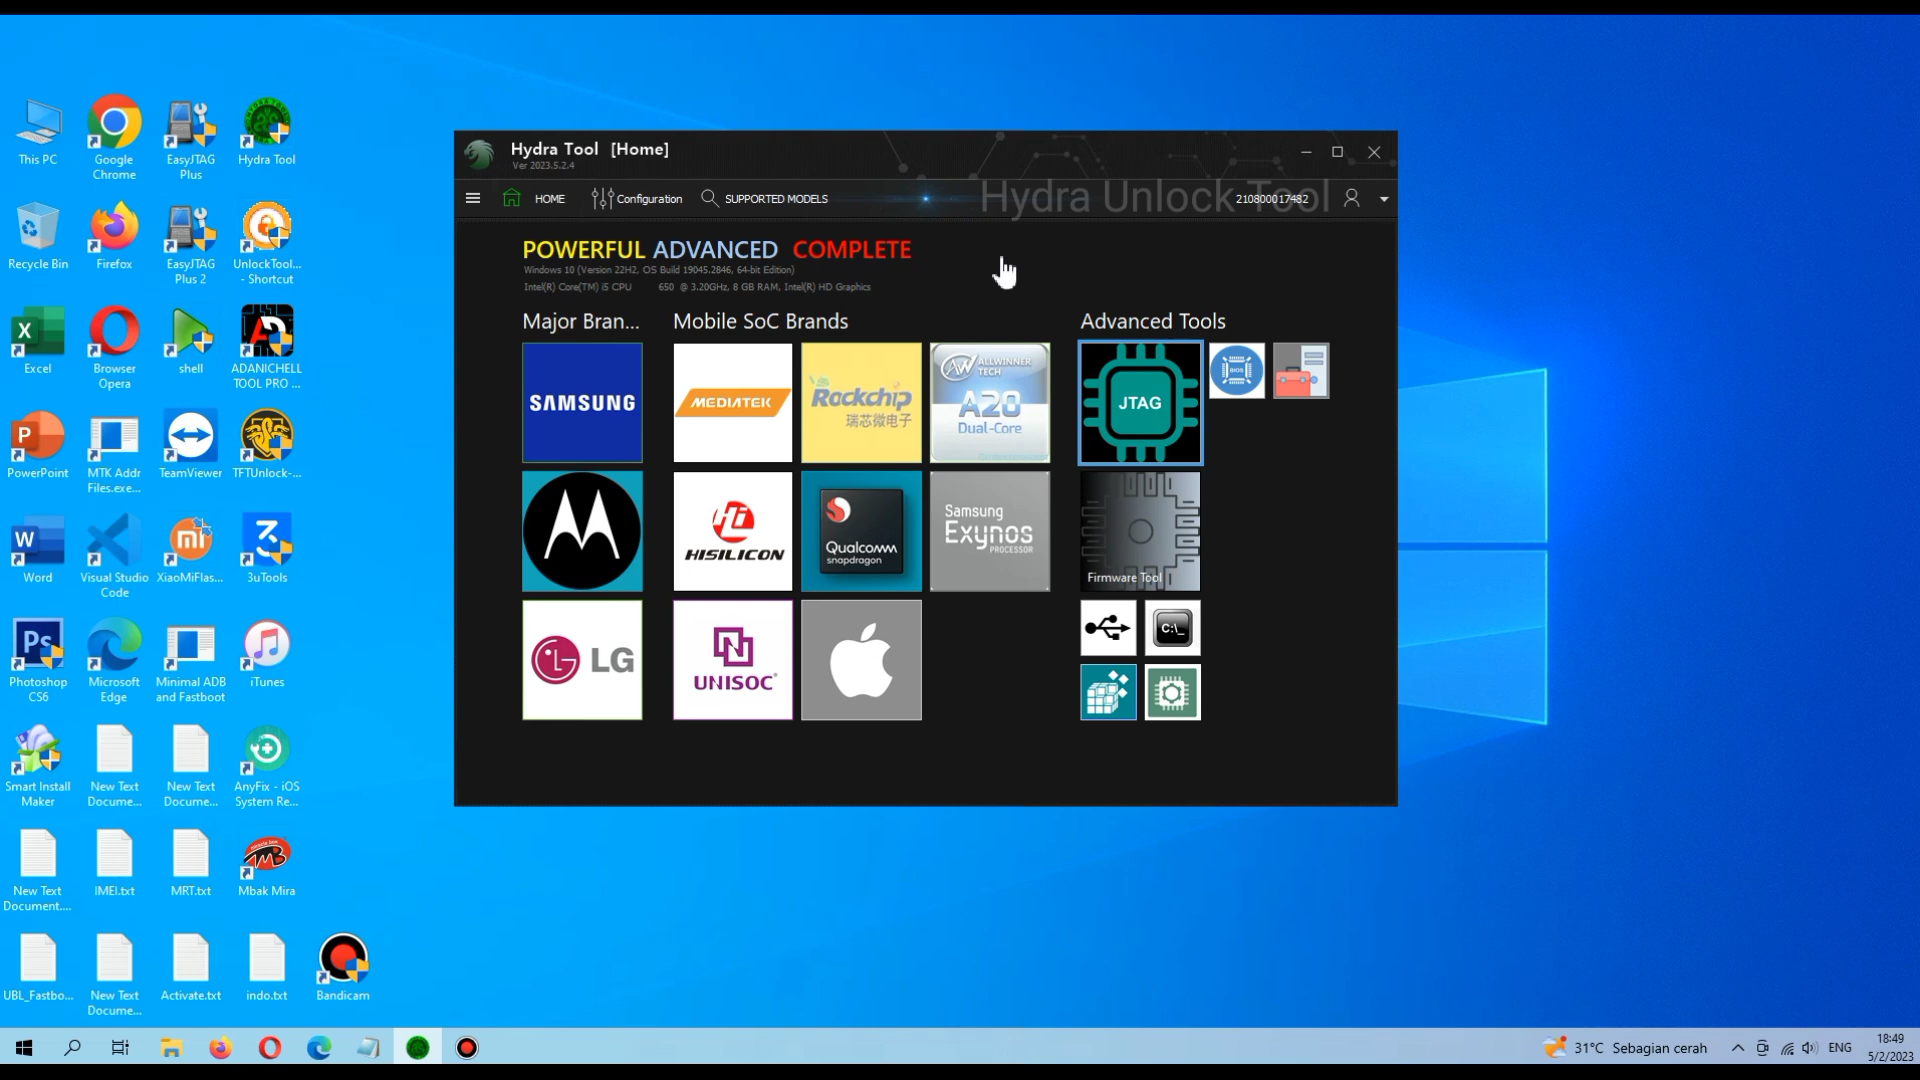 This PC
Google
Chrome
EasyJTAG
Plus
Hydra Tool
Recycle Bin
Firefox
EasyJTAG
Plus 2
UnlockTool...
- Shortcut
Excel
Browser
Opera
shell
ADANICHELL
TOOL PRO ...
PowerPoint
MTK Addr
Files.exe...
TeamViewer
TFTUnlock-...
Word
Visual Studio
Code
XiaoMiFlas...
3uTools
Photoshop
CS6
Microsoft
Edge
Minimal ADB
and Fastboot
iTunes
Smart Install
Maker
New Text
Docume...
New Text
Docume...
AnyFix - iOS
System Re...
New Text
Document....
IMEI.txt
MRT.txt
Mbak Mira
UBL_Fastbo...
New Text
Docume...
Activate.txt
indo.txt
Bandicam
Hydra Tool [Home]
Ver 2023.5.2.4
HOME
Configuration
SUPPORTED MODELS
Hydra Unlock Tool
210800017482
POWERFUL ADVANCED COMPLETE
Windows 10 (Version 22H2, OS Build 19045.2846, 64-bit Edition)
Intel(R) Core(TM) i5 CPU 650 @ 3.20GHz, 8 GB RAM, Intel(R) HD Graphics
Major Bran...
Mobile SoC Brands
Advanced Tools
SAMSUNG
MEDIATEK
Rockchip
瑞芯微电子
ALLWINNER
TECH
A20
Dual-Core
JTAG
BIOS
HISILICON
Qualcomm
snapdragon
Samsung
Exynos
PROCESSOR
Firmware Tool
LG
UNISOC
C:\_
31°C Sebagian cerah
ENG
18:49
5/2/2023